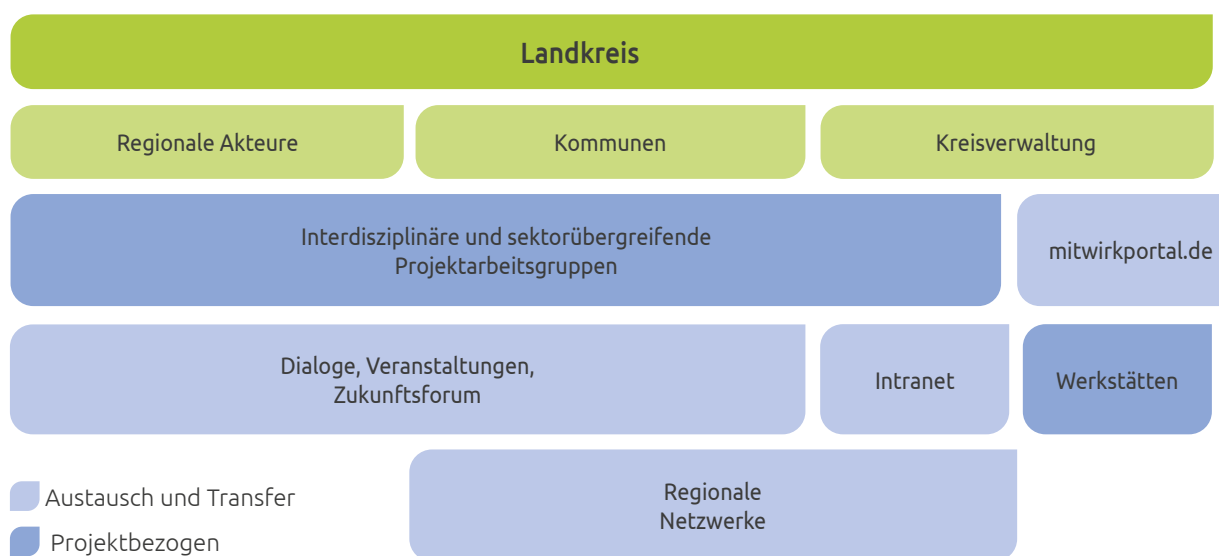 Landkreis
Regionale Akteure
Kommunen
Kreisverwaltung
Interdisziplinäre und sektorübergreifende
Projektarbeitsgruppen
mitwirkportal.de
Dialoge, Veranstaltungen,
Zukunftsforum
Intranet
Werkstätten
Regionale
Netzwerke
Austausch und Transfer
Projektbezogen